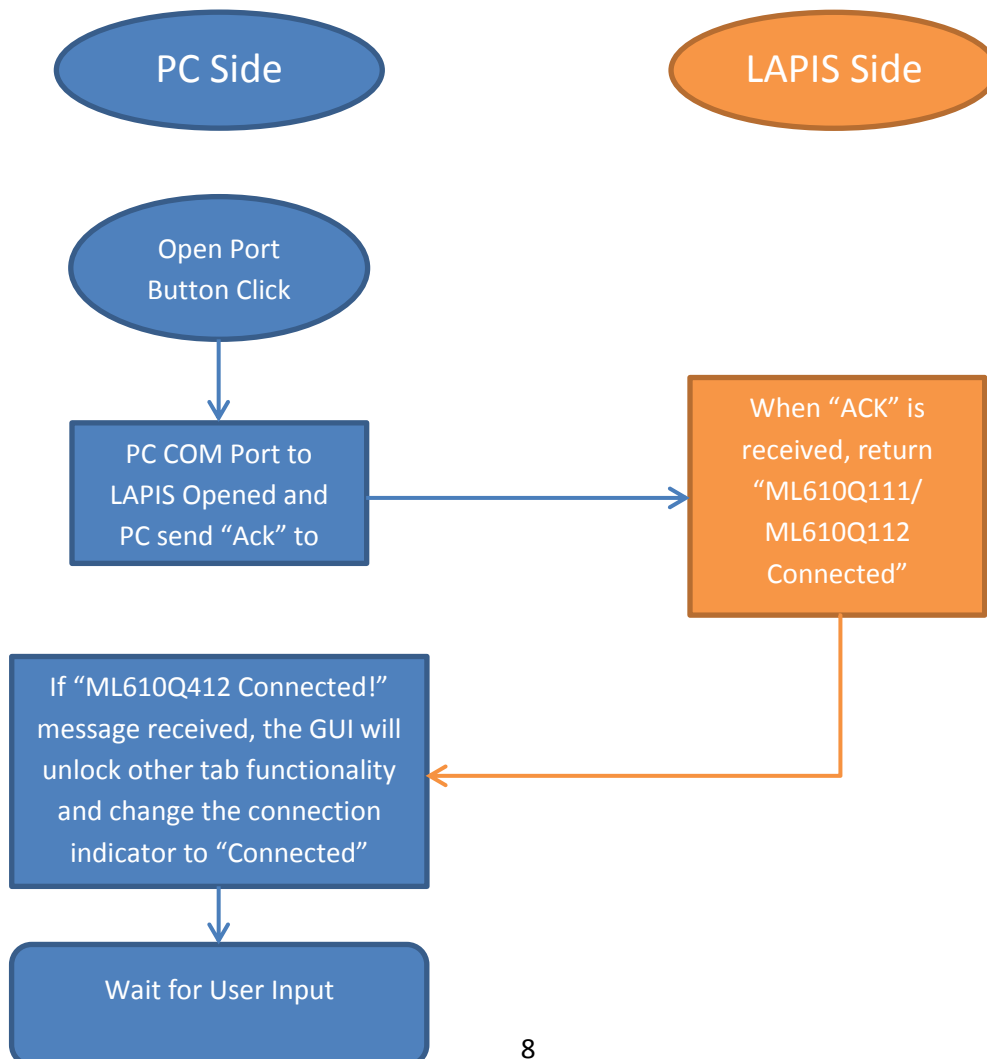 PC Side
LAPIS Side
Open Port
Button Click
PC COM Port to
LAPIS Opened and
PC send “Ack” to
When “ACK” is
received, return
“ML610Q111/
ML610Q112
Connected”
If “ML610Q412 Connected!”
message received, the GUI will
unlock other tab functionality
and change the connection
indicator to “Connected”
Wait for User Input
8